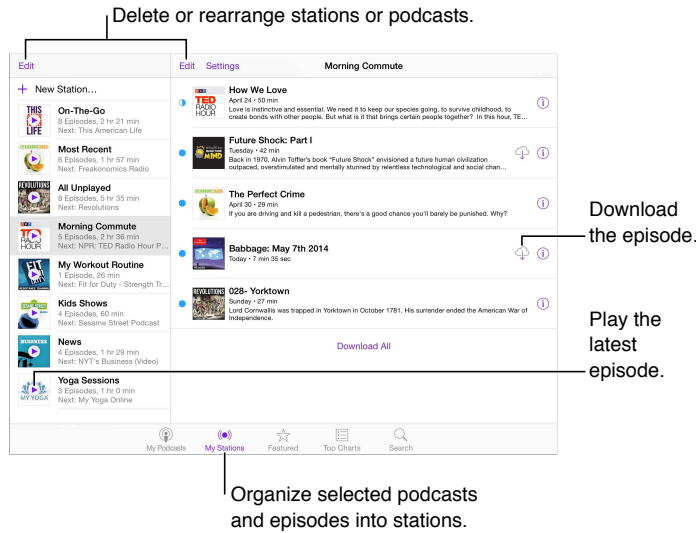 Delete or rearrange stations or podcasts.
Edit
Edit Settings Morning Commute
+ New Station…
THIS
LIFE
On-The-Go
8 Episodes, 2 hr 21 min
Next: This American Life
Most Recent
6 Episodes, 1 hr 57 min
Next: Freakonomics Radio
REVOLUTIONS
All Unplayed
8 Episodes, 5 hr 35 min
Next: Revolutions
HOUR
Morning Commute
5 Episodes, 2 hr 36 min
Next: NPR: TED Radio Hour P…
FIT
My Workout Routine
1 Episode, 26 min
Next: Fit for Duty - Strength Tr…
Kids Shows
4 Episodes, 60 min
Next: Sesame Street Podcast
BUSINESS
News
4 Episodes, 1 hr 29 min
Next: NYT's Business (Video)
MY YOGA
Yoga Sessions
3 Episodes, 1 hr 0 min
Next: My Yoga Online
TED
RADIO
HOUR
How We Love
April 24 • 50 min
Love is instinctive and essential. We need it to keep our species going, to survive childhood, to
create bonds with other people. But what is it that brings certain people together? In this hour, TE…
MIND
Future Shock: Part I
Tuesday • 42 min
Back in 1970, Alvin Toffler's book "Future Shock" envisioned a future human civilization
outpaced, overstimulated and mentally stunned by relentless technological and social chan…
The Perfect Crime
April 30 • 29 min
If you are driving and kill a pedestrian, there's a good chance you'll barely be punished. Why?
Babbage: May 7th 2014
Today • 7 min 35 sec
REVOLUTIONS
028- Yorktown
Sunday • 27 min
Lord Cornwallis was trapped in Yorktown in October 1781. His surrender ended the American War of
Independence.
Download All
Download
the episode.
Play the
latest
episode.
My Podcasts My Stations Featured Top Charts Search
Organize selected podcasts
and episodes into stations.